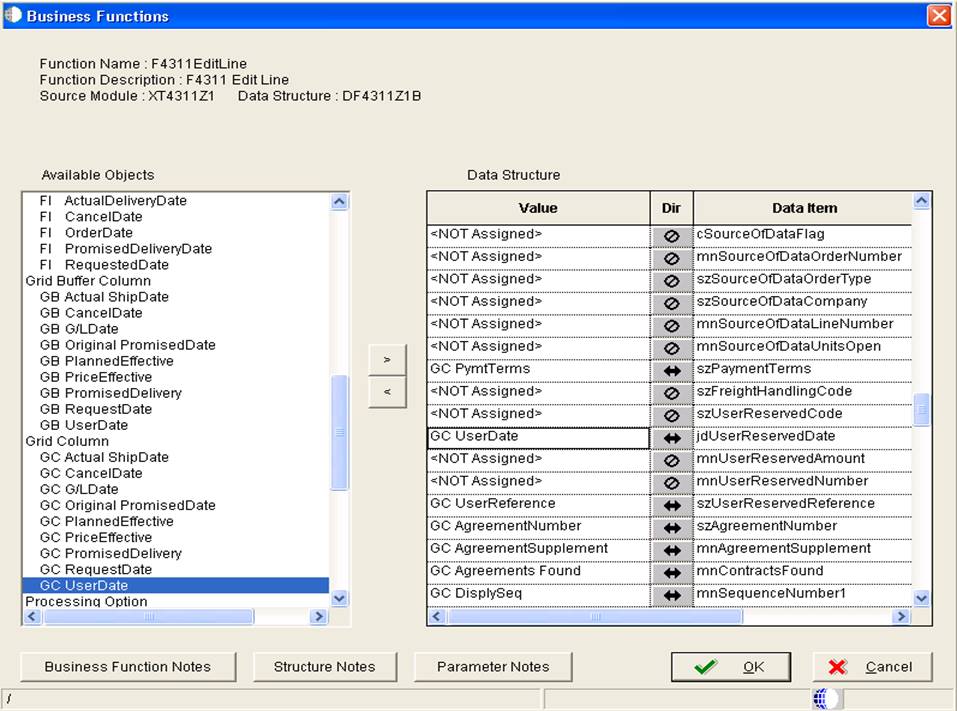 Business Functions
Function Name : F4311EditLine
Function Description : F4311 Edit Line
Source Module : XT4311Z1 Data Structure : DF4311Z1B
Available Objects
FI ActualDeliveryDate
FI CancelDate
FI OrderDate
FI PromisedDeliveryDate
FI RequestedDate
Grid Buffer Column
GB Actual ShipDate
GB CancelDate
GB G/LDate
GB Original PromisedDate
GB PlannedEffective
GB PriceEffective
GB PromisedDelivery
GB RequestDate
GB UserDate
Grid Column
GC Actual ShipDate
GC CancelDate
GC G/LDate
GC Original PromisedDate
GC PlannedEffective
GC PriceEffective
GC PromisedDelivery
GC RequestDate
GC UserDate
Processing Option
>
<
Data Structure
Value Dir Data Item
<NOT Assigned> cSourceOfDataFlag
<NOT Assigned> mnSourceOfDataOrderNumber
<NOT Assigned> szSourceOfDataOrderType
<NOT Assigned> szSourceOfDataCompany
<NOT Assigned> mnSourceOfDataLineNumber
<NOT Assigned> mnSourceOfDataUnitsOpen
GC PymtTerms szPaymentTerms
<NOT Assigned> szFreightHandlingCode
<NOT Assigned> szUserReservedCode
GC UserDate jdUserReservedDate
<NOT Assigned> mnUserReservedAmount
<NOT Assigned> mnUserReservedNumber
GC UserReference szUserReservedReference
GC AgreementNumber szAgreementNumber
GC AgreementSupplement mnAgreementSupplement
GC Agreements Found mnContractsFound
GC DisplySeq mnSequenceNumber1
Business Function Notes Structure Notes Parameter Notes OK Cancel
/